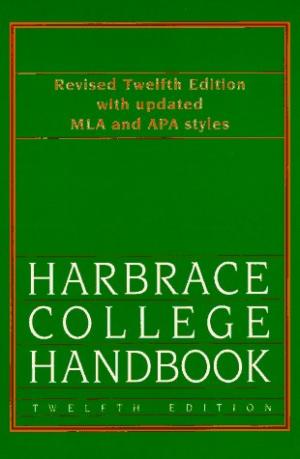 Revised Twelfth Edition
with updated
MLA and APA styles
HARBRACE
COLLEGE
HANDBOOK
TWELFTH EDITION